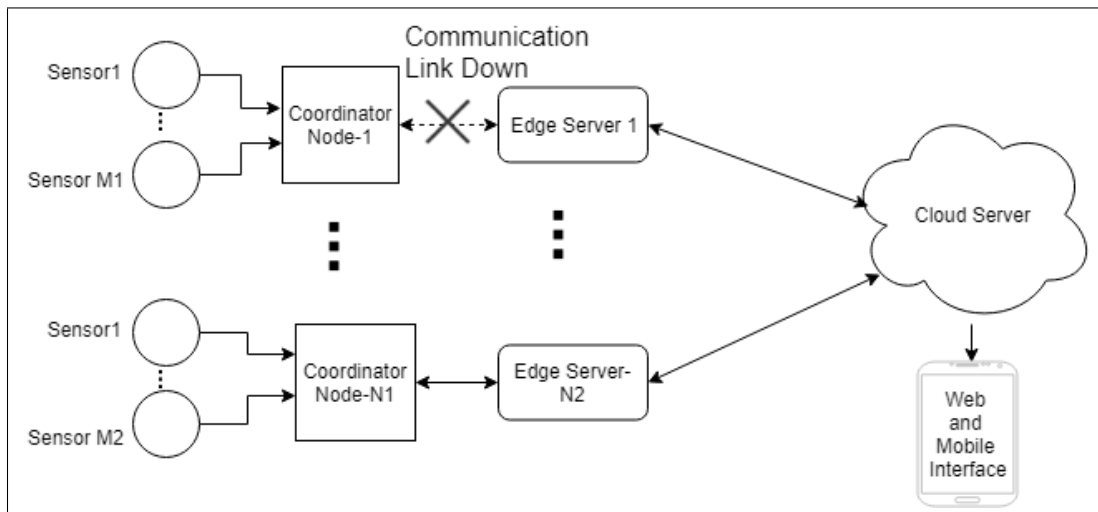 Communication
Link Down
Sensor1
Coordinator
Node-1
Edge Server 1
Sensor M1
Cloud Server
Sensor1
Coordinator
Node-N1
Edge Server-
N2
Sensor M2
Web
and
Mobile
Interface